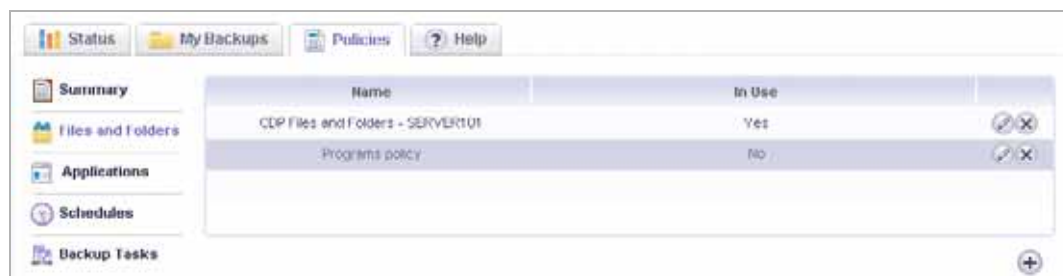 Status My Backups Policies ? Help
Summary
Files and Folders
Applications
Schedules
Backup Tasks
Name In Use
CDP Files and Folders - SERVER101 Yes
Programs policy No